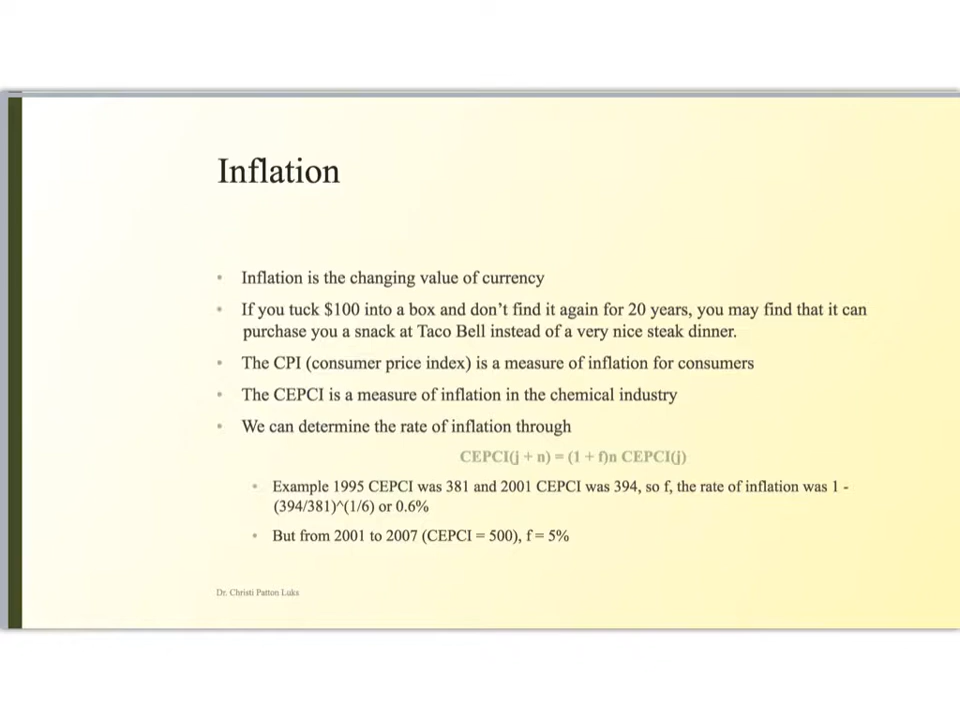 Inflation
• Inflation is the changing value of currency
• If you tuck $100 into a box and don't find it again for 20 years, you may find that it can
purchase you a snack at Taco Bell instead of a very nice steak dinner.
• The CPI (consumer price index) is a measure of inflation for consumers
• The CEPCI is a measure of inflation in the chemical industry
• We can determine the rate of inflation through
CEPCI(j + n) = (1 + f)n CEPCI(j)
• Example 1995 CEPCI was 381 and 2001 CEPCI was 394, so f, the rate of inflation was 1 -
(394/381)^(1/6) or 0.6%
• But from 2001 to 2007 (CEPCI = 500), f = 5%
Dr. Christi Patton Luks